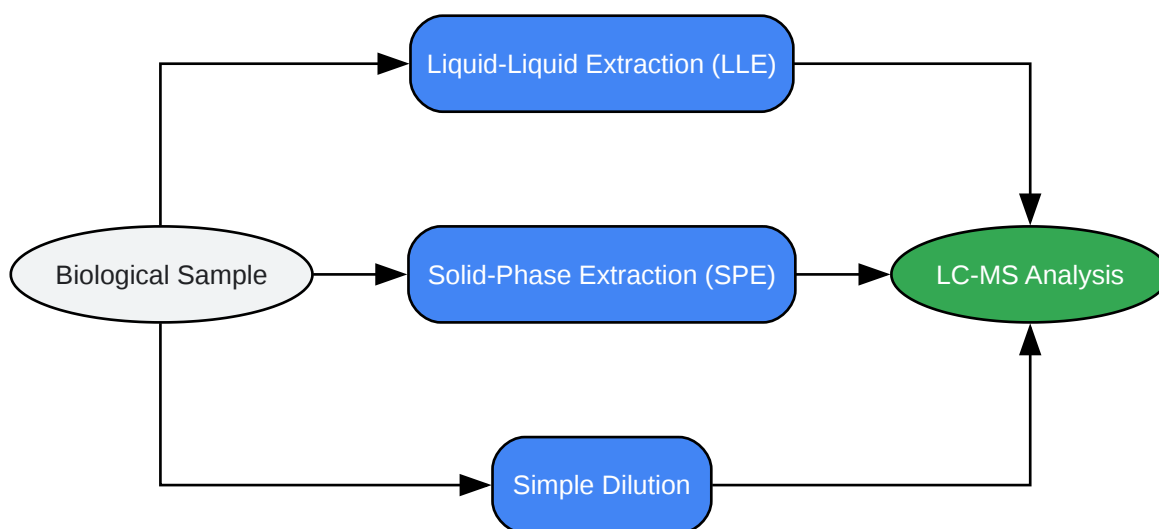 Liquid-Liquid Extraction (LLE)
Biological Sample
Solid-Phase Extraction (SPE)
LC-MS Analysis
Simple Dilution